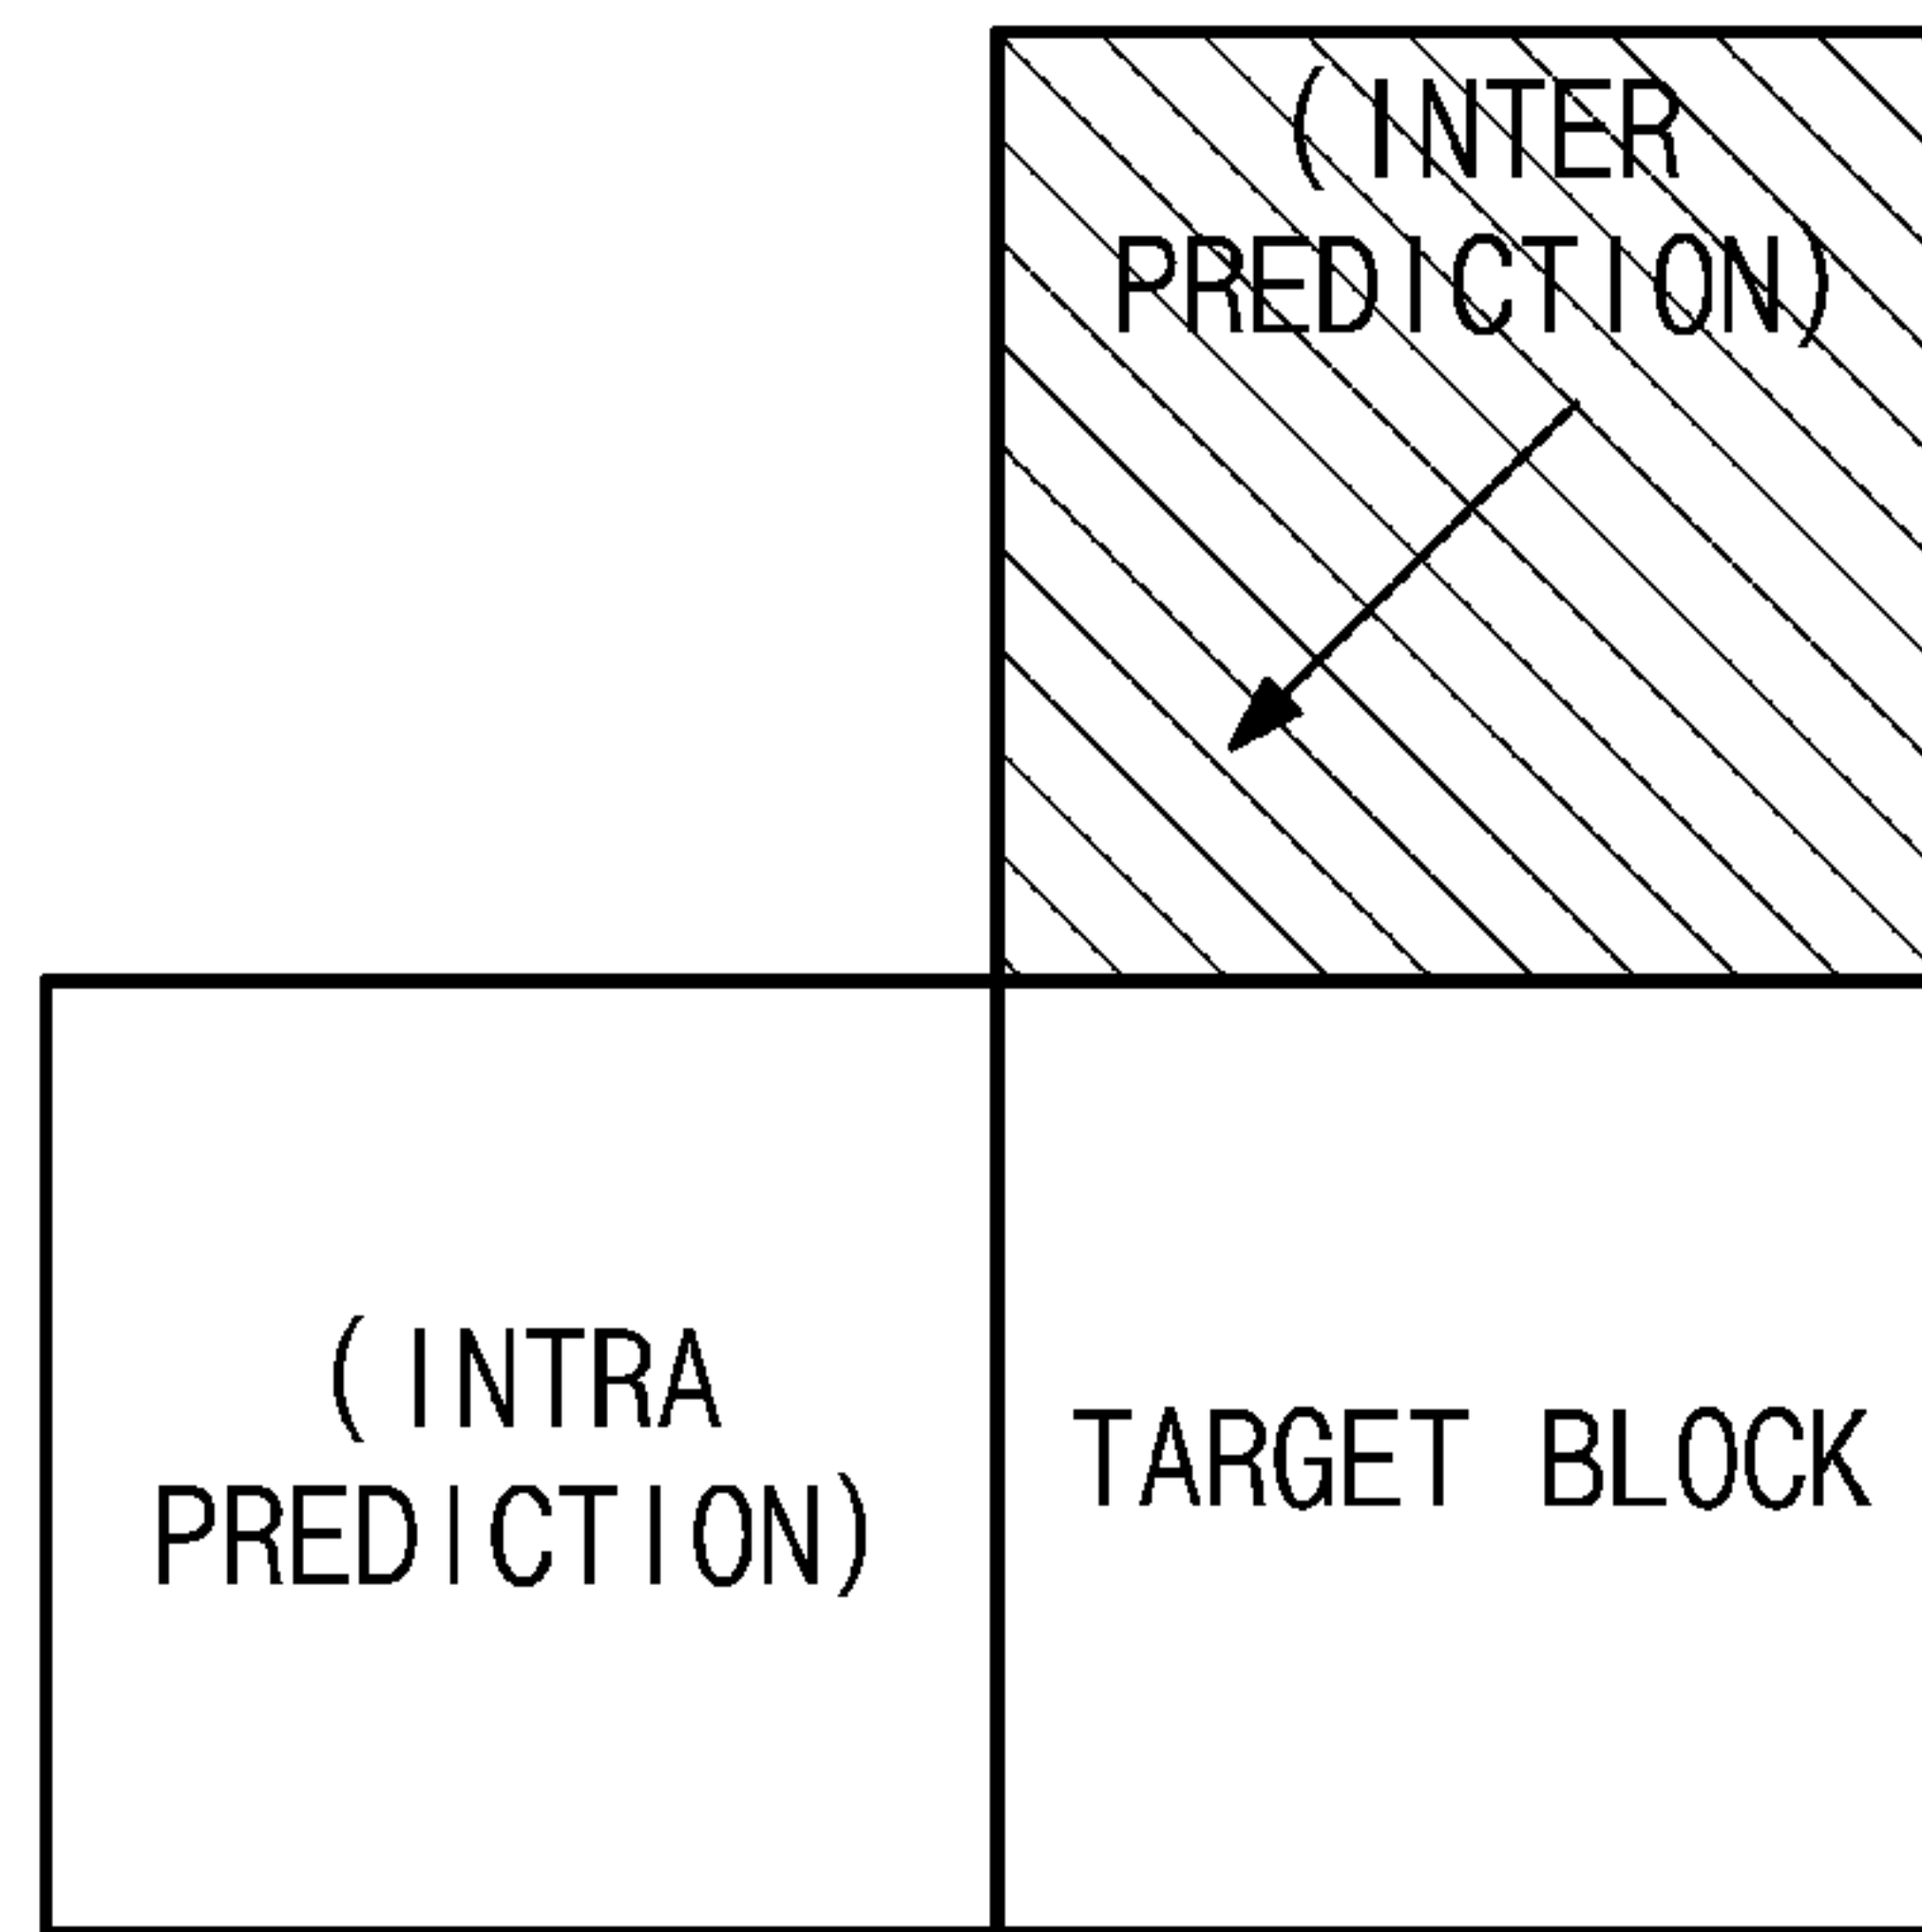 (INTER
PREDICTION)
(INTRA
PREDICTION)
TARGET BLOCK